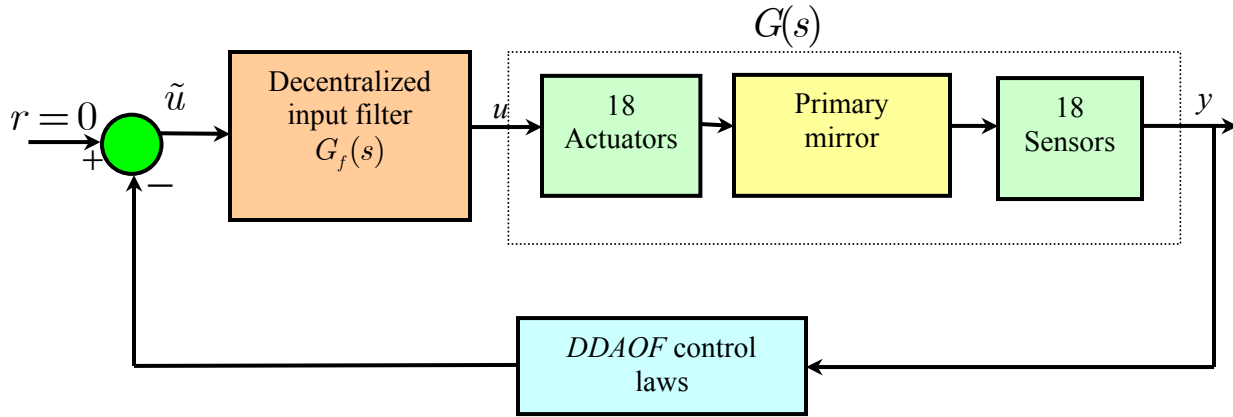 G(s)
Decentralized
input filter
G_f(s)
ũ
r = 0
+
−
u
18
Actuators
Primary
mirror
18
Sensors
y
DDAOF control
laws